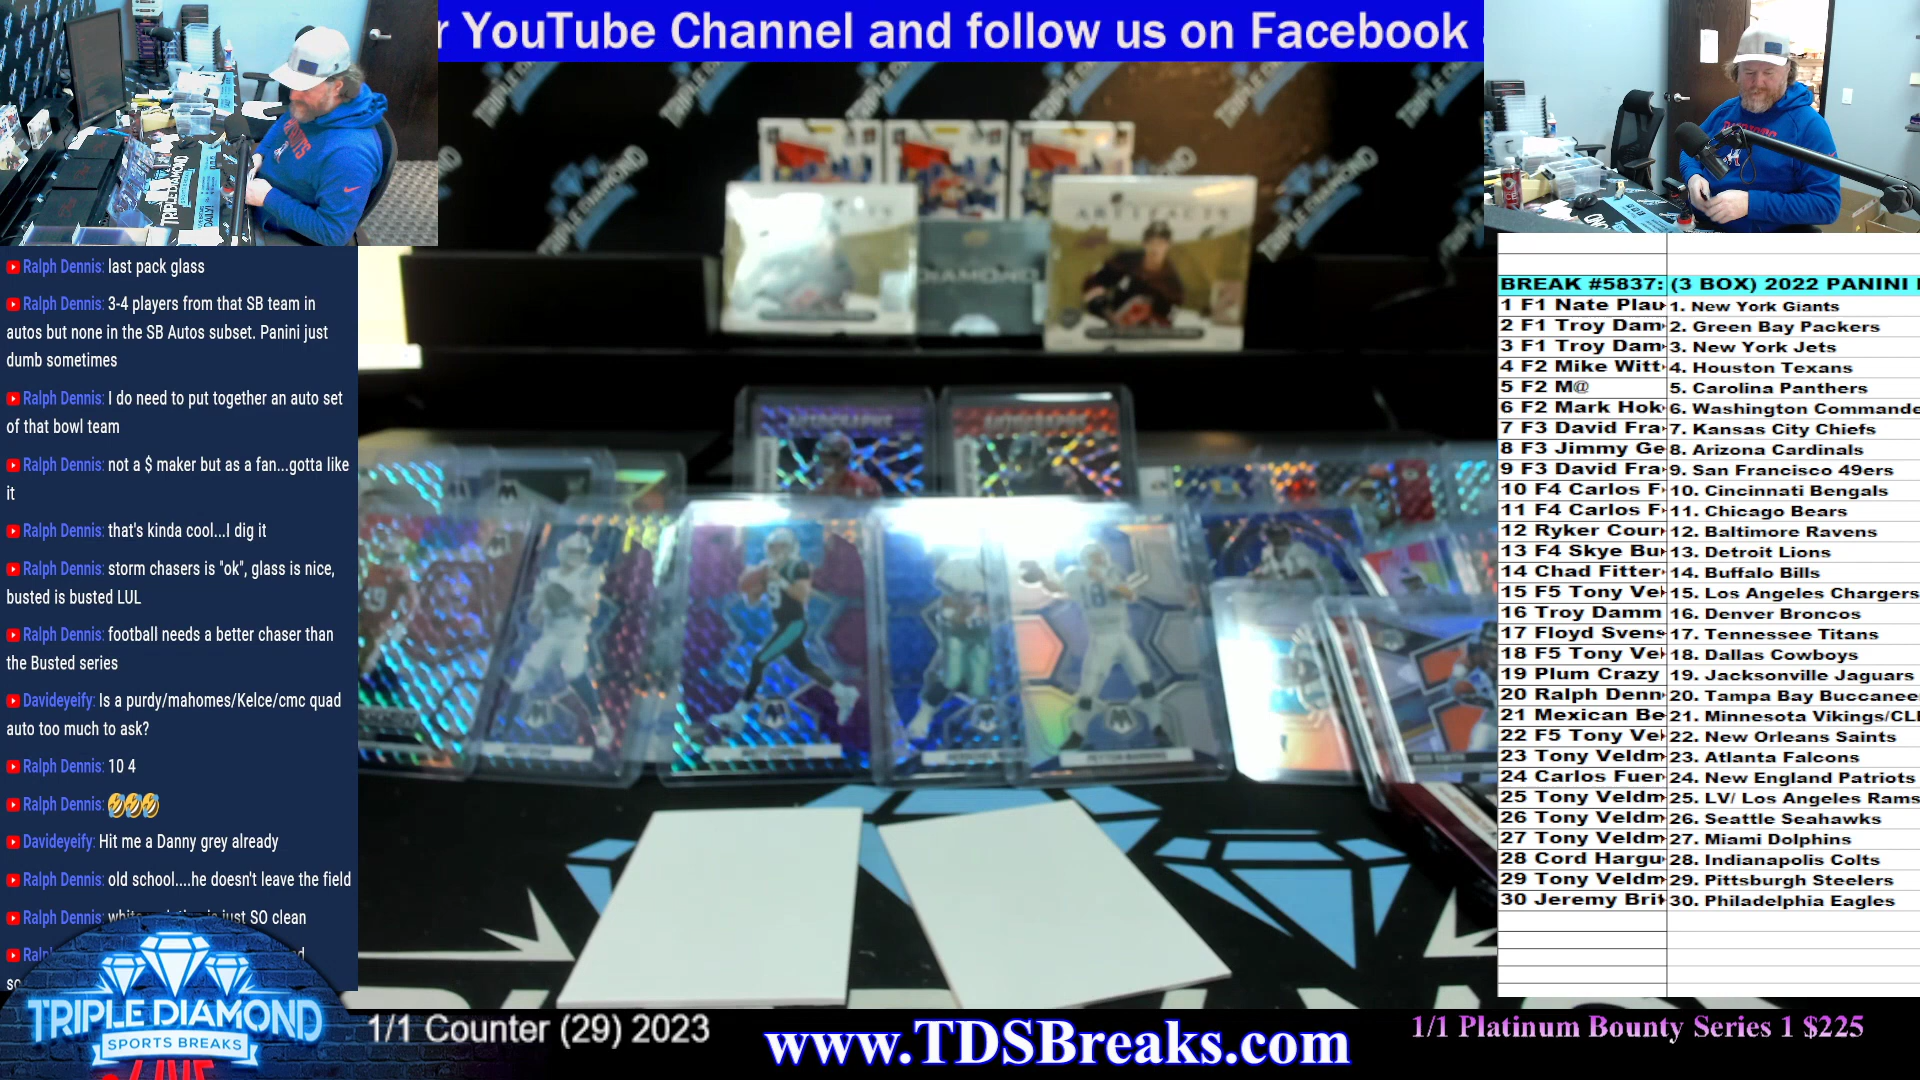 r YouTube Channel and follow us on Facebook
Ralph Dennis: last pack glass
Ralph Dennis: 3-4 players from that SB team in
autos but none in the SB Autos subset. Panini just
dumb sometimes
Ralph Dennis: I do need to put together an auto set
of that bowl team
Ralph Dennis: not a $ maker but as a fan...gotta like
it
Ralph Dennis: that's kinda cool...I dig it
Ralph Dennis: storm chasers is "ok", glass is nice,
busted is busted LUL
Ralph Dennis: football needs a better chaser than
the Busted series
Davideyeify: Is a purdy/mahomes/Kelce/cmc quad
auto too much to ask?
Ralph Dennis: 10 4
Ralph Dennis: 🤣🤣🤣
Davideyeify: Hit me a Danny grey already
Ralph Dennis: old school....he doesn't leave the field
Ralph Dennis: just SO clean
TRIPLE DIAMOND
SPORTS BREAKS
LIVE
1/1 Counter (29) 2023
www.TDSBreaks.com
1/1 Platinum Bounty Series 1 $225
ARTIFACTS
DIAMOND
TRIPLE DIAMOND
DAILY!
BREAK #5837: (3 BOX) 2022 PANINI
1 F1 Nate Plau 1. New York Giants
2 F1 Troy Dam 2. Green Bay Packers
3 F1 Troy Dam 3. New York Jets
4 F2 Mike Witt 4. Houston Texans
5 F2 M@ 5. Carolina Panthers
6 F2 Mark Hok 6. Washington Commande
7 F3 David Fra 7. Kansas City Chiefs
8 F3 Jimmy Ge 8. Arizona Cardinals
9 F3 David Fra 9. San Francisco 49ers
10 F4 Carlos F 10. Cincinnati Bengals
11 F4 Carlos F 11. Chicago Bears
12 Ryker Cour 12. Baltimore Ravens
13 F4 Skye Bu 13. Detroit Lions
14 Chad Fitter 14. Buffalo Bills
15 F5 Tony Ve 15. Los Angeles Chargers
16 Troy Damm 16. Denver Broncos
17 Floyd Svens 17. Tennessee Titans
18 F5 Tony Ve 18. Dallas Cowboys
19 Plum Crazy 19. Jacksonville Jaguars
20 Ralph Denn 20. Tampa Bay Buccanee
21 Mexican Be 21. Minnesota Vikings/CL
22 F5 Tony Ve 22. New Orleans Saints
23 Tony Veldm 23. Atlanta Falcons
24 Carlos Fuer 24. New England Patriots
25 Tony Veldm 25. LV/ Los Angeles Rams
26 Tony Veldm 26. Seattle Seahawks
27 Tony Veldm 27. Miami Dolphins
28 Cord Hargu 28. Indianapolis Colts
29 Tony Veldm 29. Pittsburgh Steelers
30 Jeremy Brit 30. Philadelphia Eagles